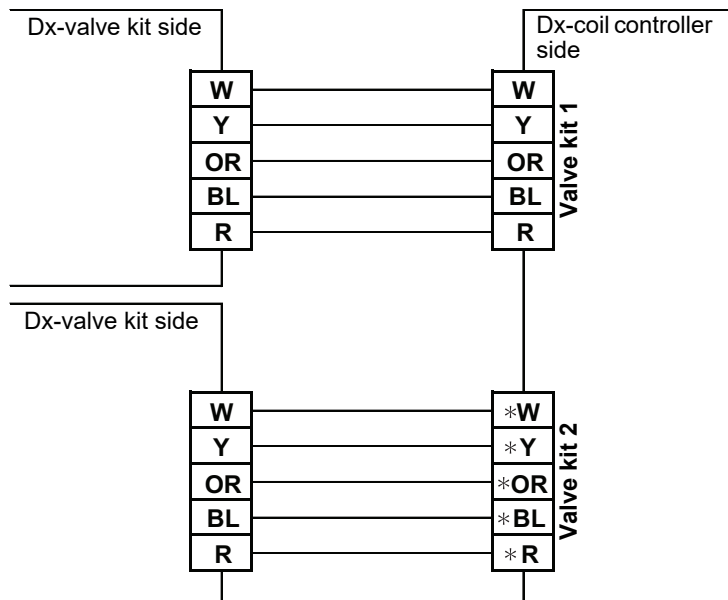 Dx-valve kit side
Dx-coil controller
side
W
Y
OR
BL
R
W
Y
OR
BL
R
Valve kit 1
Dx-valve kit side
W
Y
OR
BL
R
*W
*Y
*OR
*BL
*R
Valve kit 2